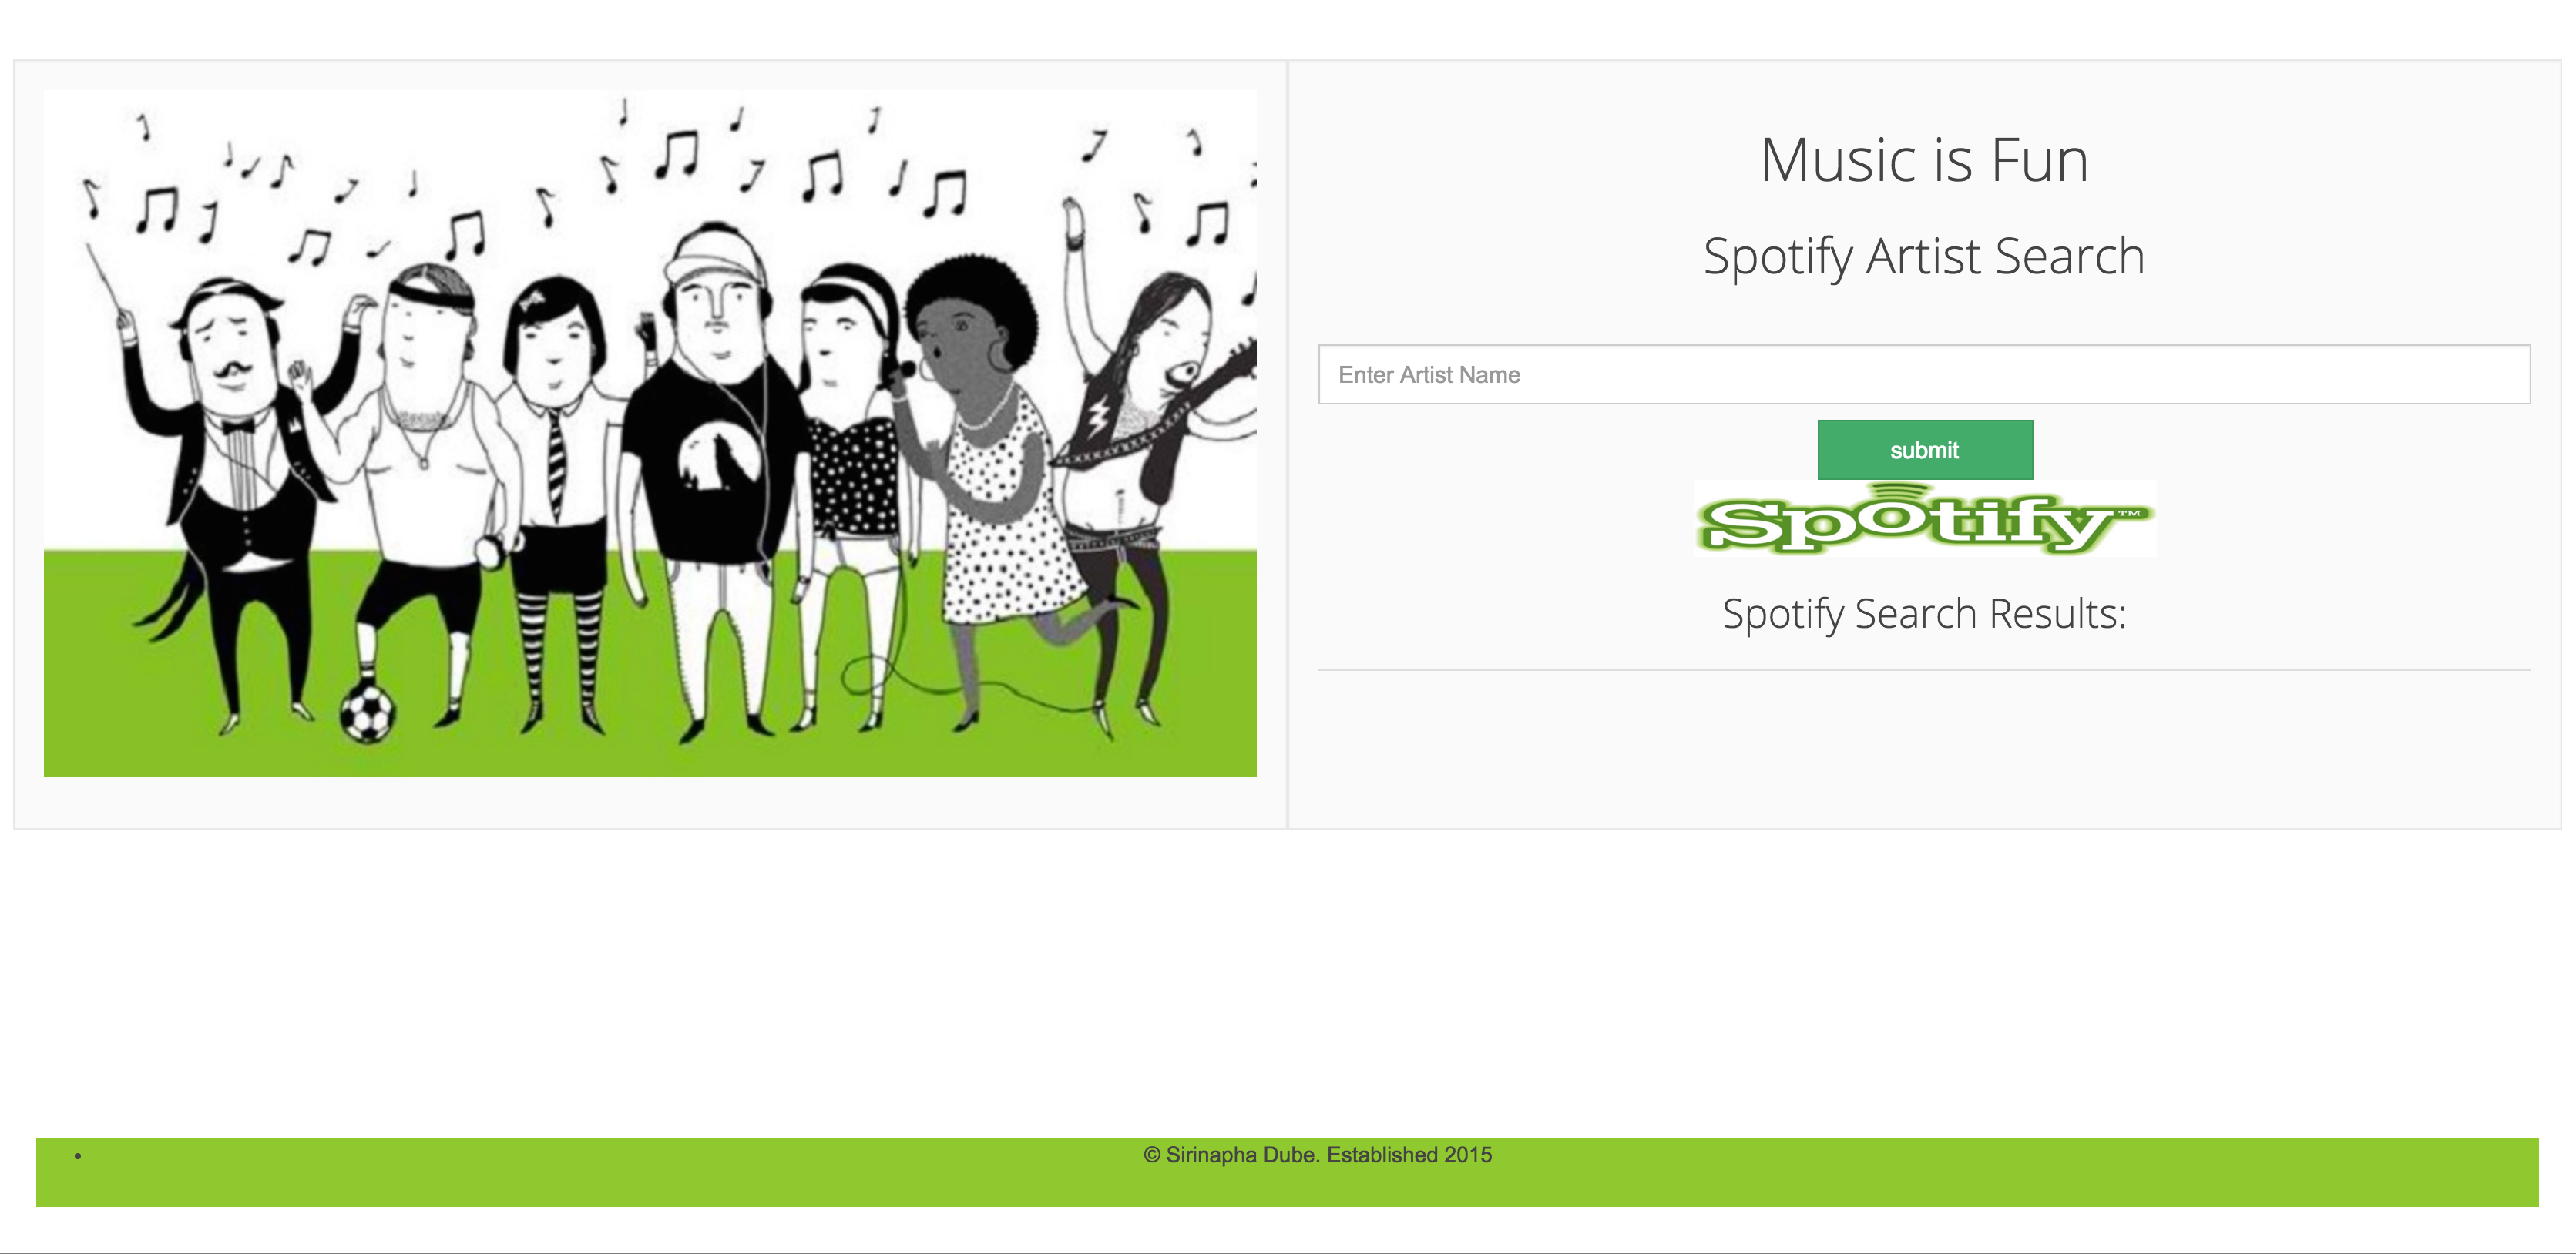 Music is Fun
Spotify Artist Search
Enter Artist Name
submit
Spotify™
Spotify Search Results:
© Sirinapha Dube. Established 2015